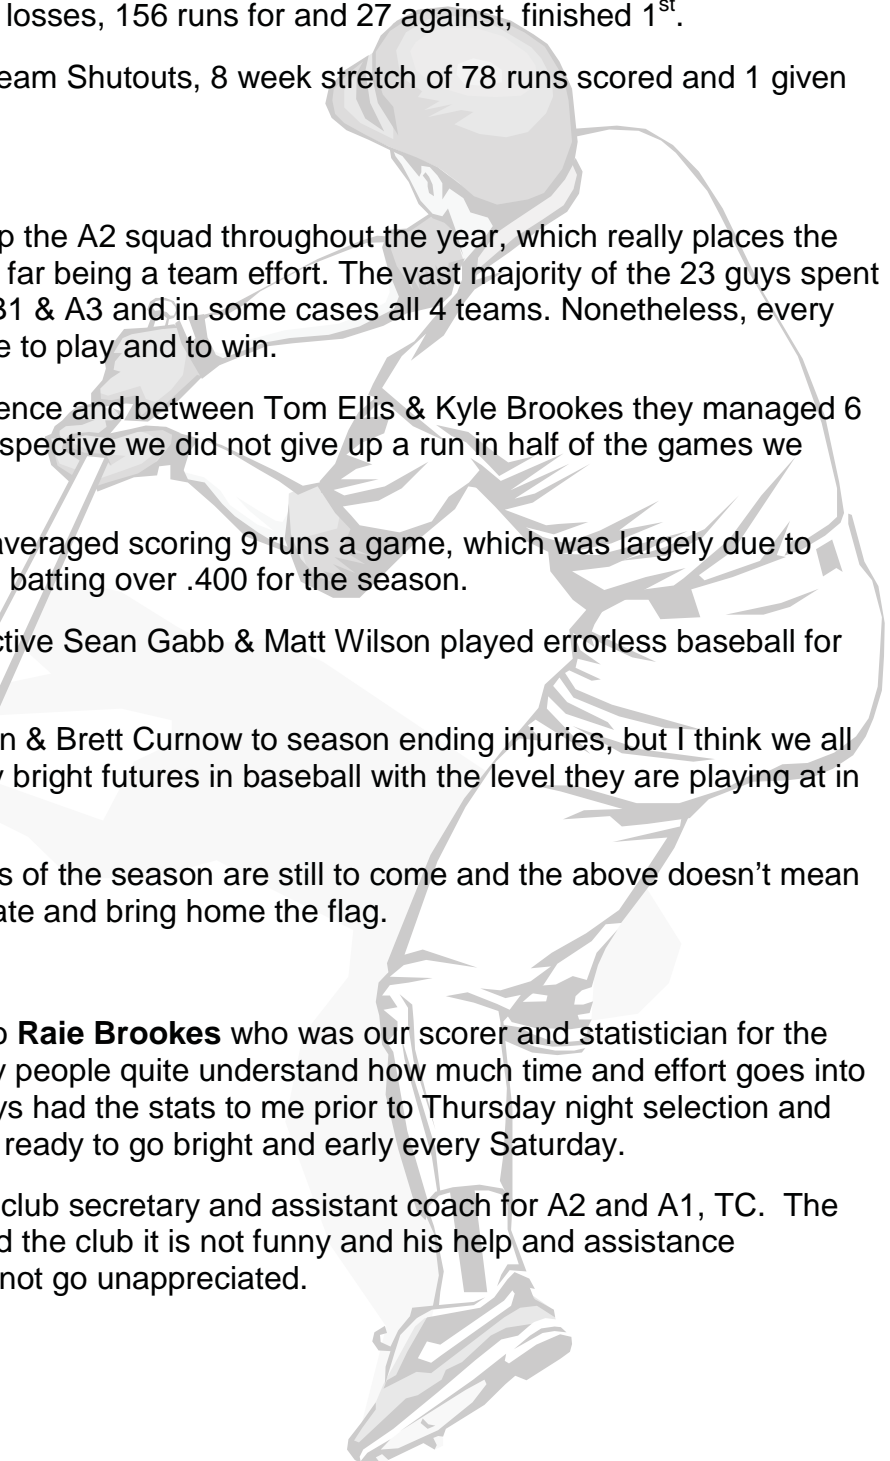 losses, 156 runs for and 27 against, finished 1st.
eam Shutouts, 8 week stretch of 78 runs scored and 1 given
p the A2 squad throughout the year, which really places the
far being a team effort. The vast majority of the 23 guys spent
31 & A3 and in some cases all 4 teams. Nonetheless, every
e to play and to win.
ence and between Tom Ellis & Kyle Brookes they managed 6
spective we did not give up a run in half of the games we
averaged scoring 9 runs a game, which was largely due to
batting over .400 for the season.
ctive Sean Gabb & Matt Wilson played errorless baseball for
n & Brett Curnow to season ending injuries, but I think we all
y bright futures in baseball with the level they are playing at in
s of the season are still to come and the above doesn’t mean
ate and bring home the flag.
o Raie Brookes who was our scorer and statistician for the
y people quite understand how much time and effort goes into
ys had the stats to me prior to Thursday night selection and
ready to go bright and early every Saturday.
club secretary and assistant coach for A2 and A1, TC. The
d the club it is not funny and his help and assistance
not go unappreciated.